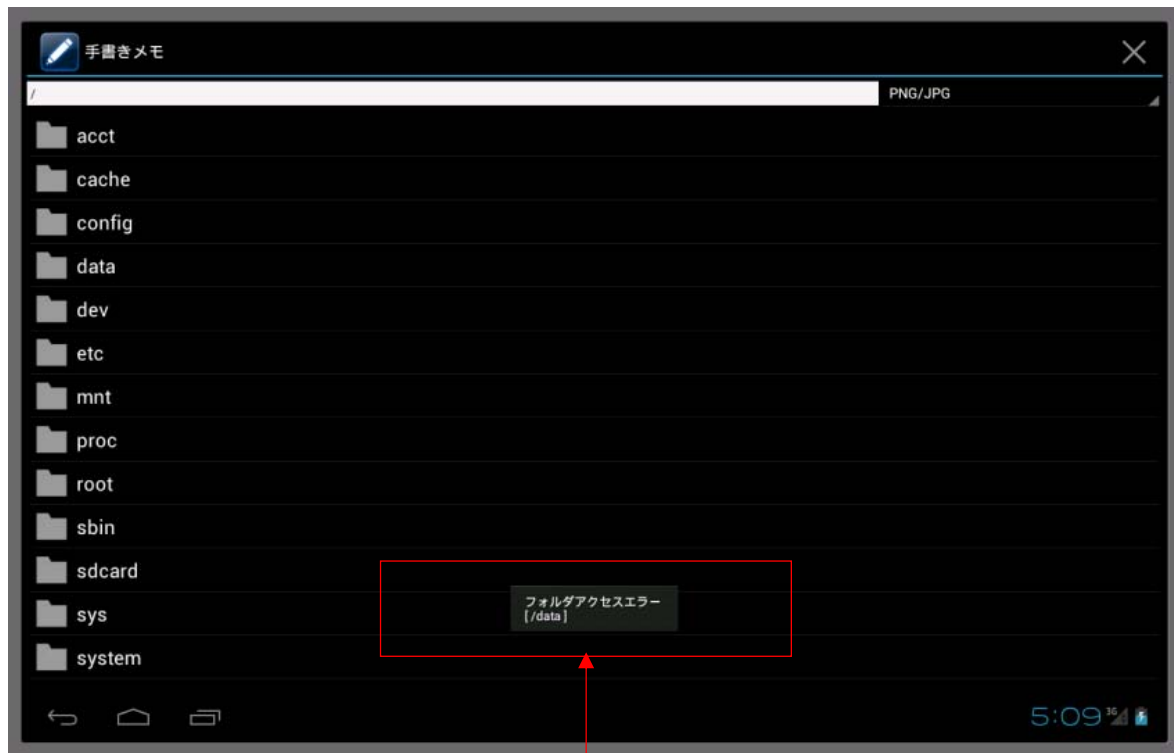 手書きメモ
/
PNG/JPG
acct
cache
config
data
dev
etc
mnt
proc
root
sbin
sdcard
sys
system
フォルダアクセスエラー
[/data]
5:09 3G